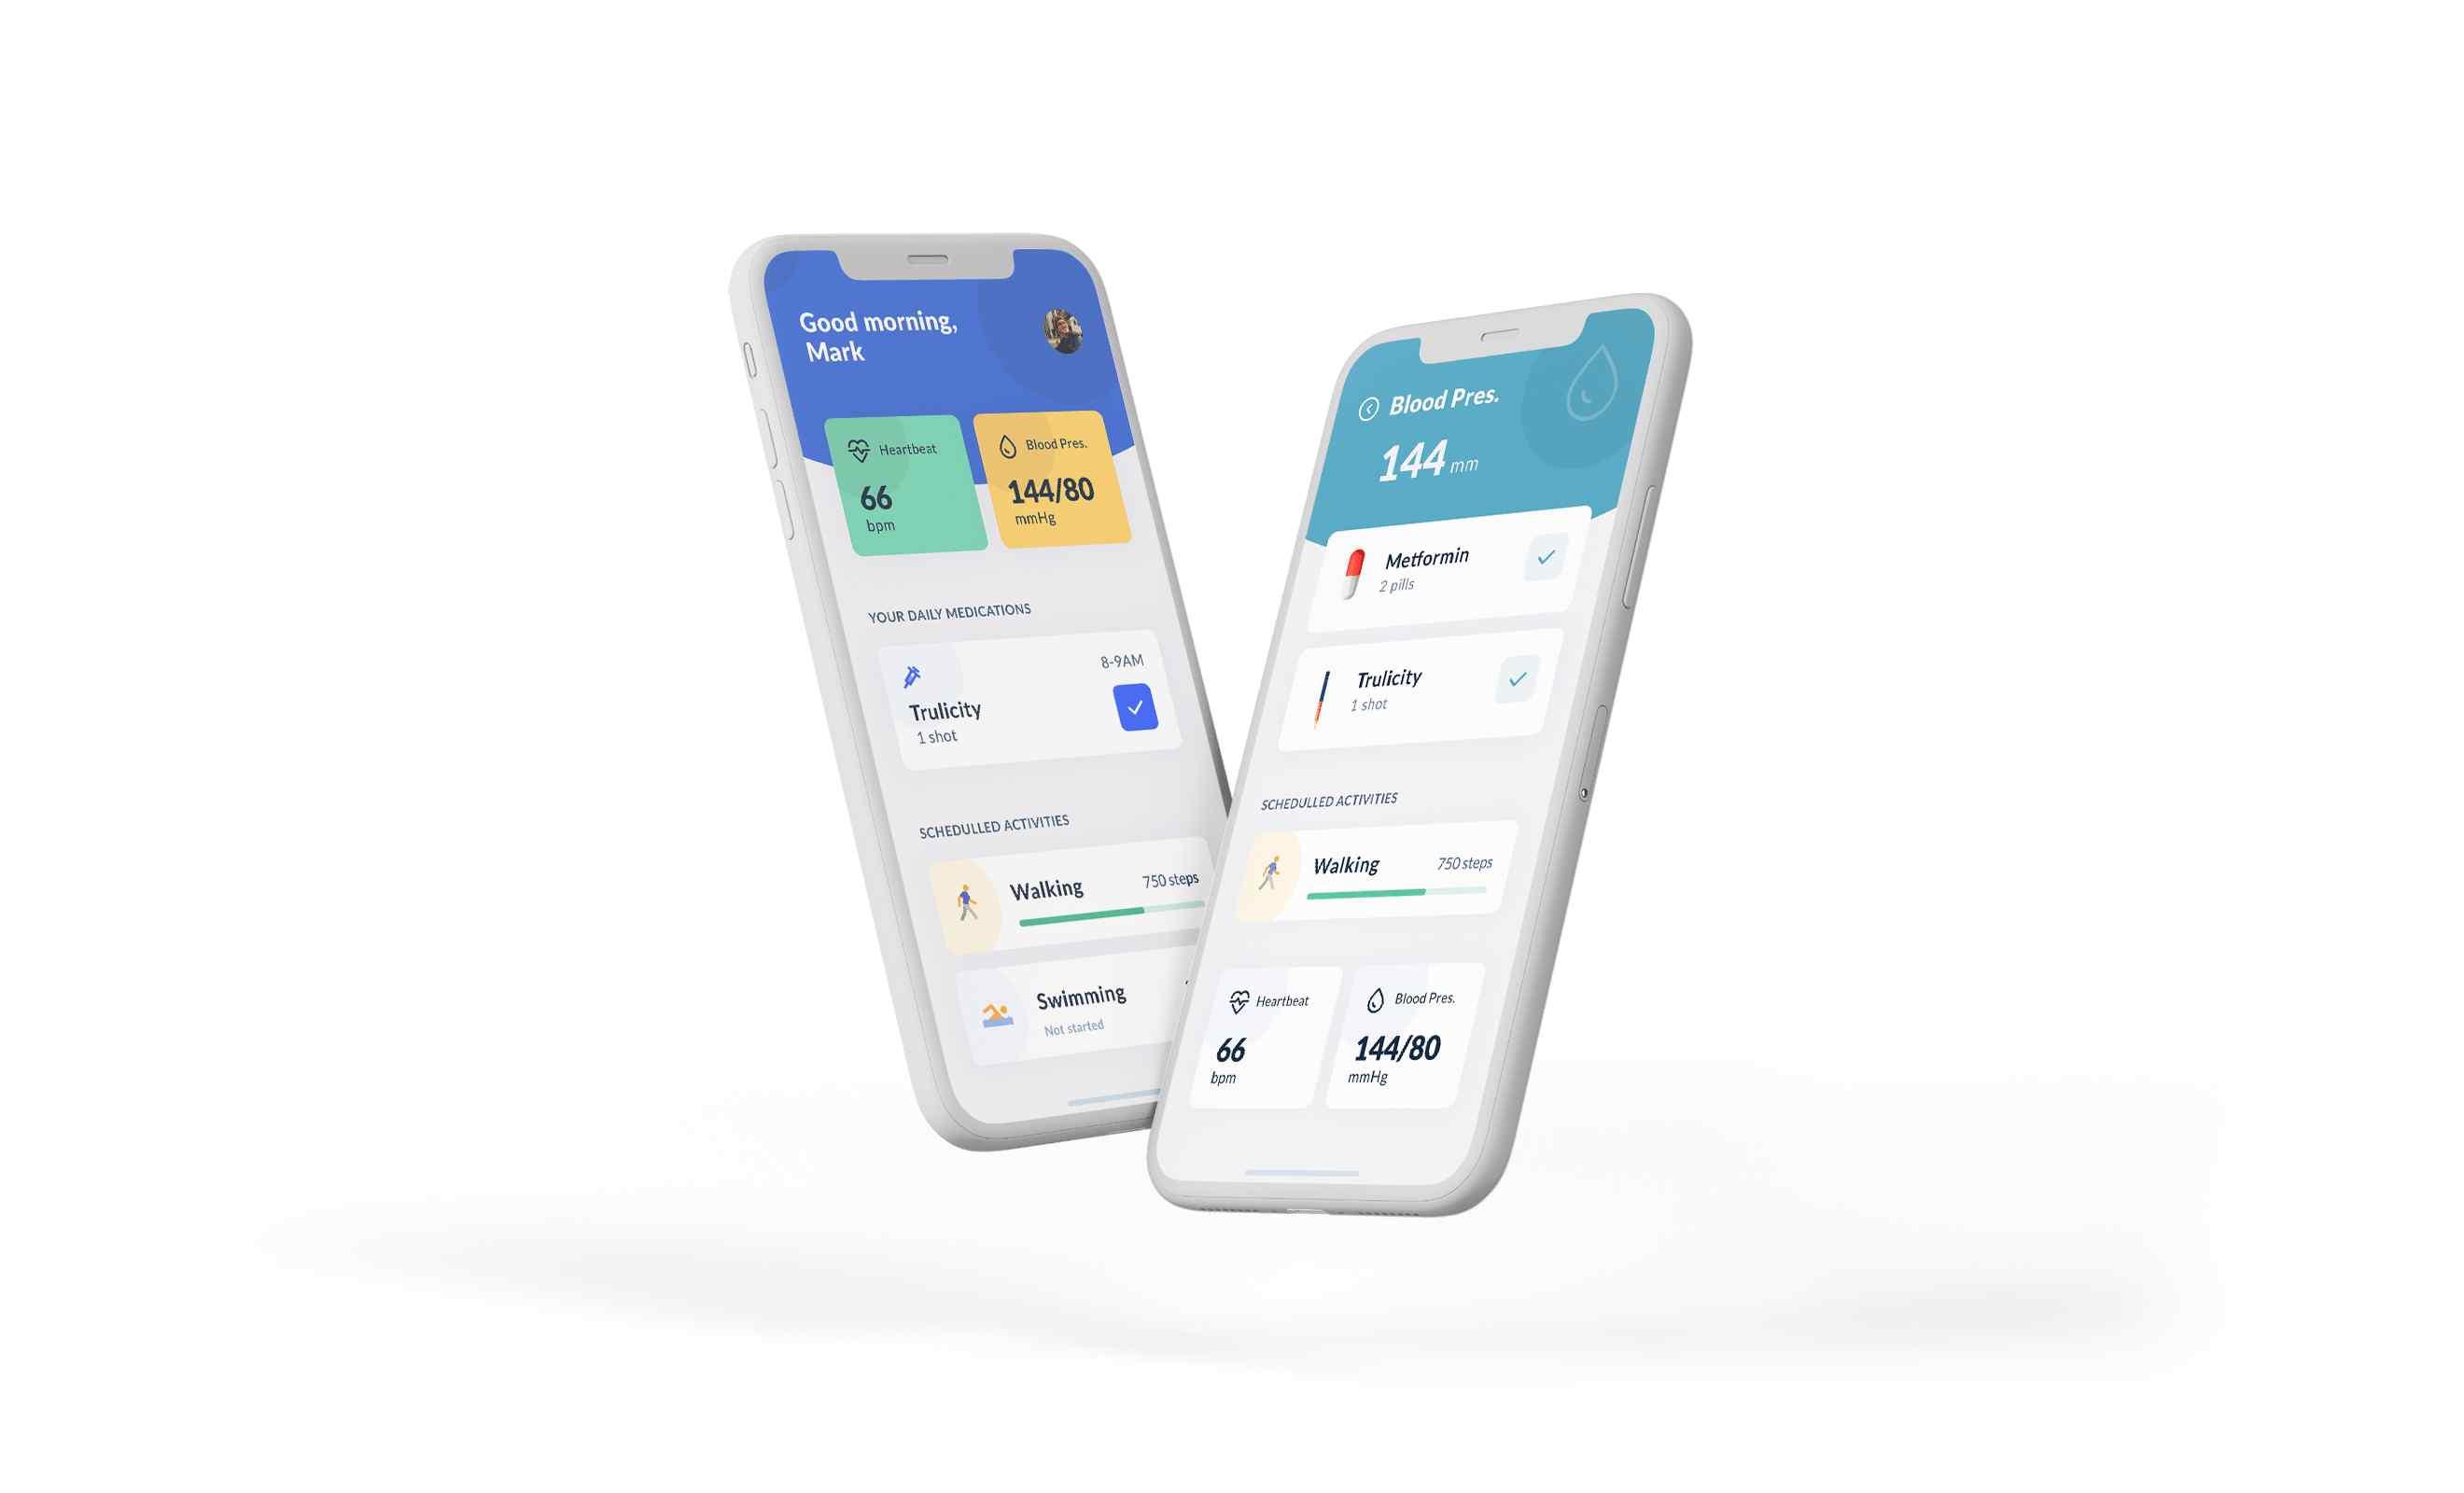 Good morning,
Mark
Heartbeat
66
bpm
Blood Pres.
144/80
mmHg
YOUR DAILY MEDICATIONS
8-9AM
Trulicity
1 shot
SCHEDULLED ACTIVITIES
Walking
750 steps
Swimming
Not started
Blood Pres.
144 mm
Metformin
2 pills
Trulicity
1 shot
SCHEDULLED ACTIVITIES
Walking
750 steps
Heartbeat
66
bpm
Blood Pres.
144/80
mmHg